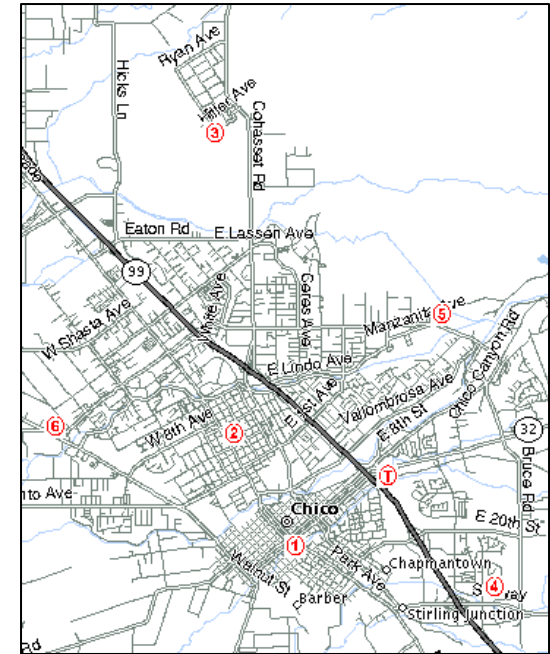 Ryan Ave
Hicks Ln
③
Cohasset Rd
Eaton Rd
E Lassen Ave
99
White Ave
Ceres Ave
W Shasta Ave
Manzanita Ave
⑤
E Lindo Ave
E 1st Ave
Vallombrosa Ave
Chico Canyon Rd
⑥
W 8th Ave
②
E 8th St
32
Bruce Rd
nto Ave
T
Chico
E 20th St
①
Walnut St
Park Ave
Chapmantown
④
Barber
Stirling Junction
Rd